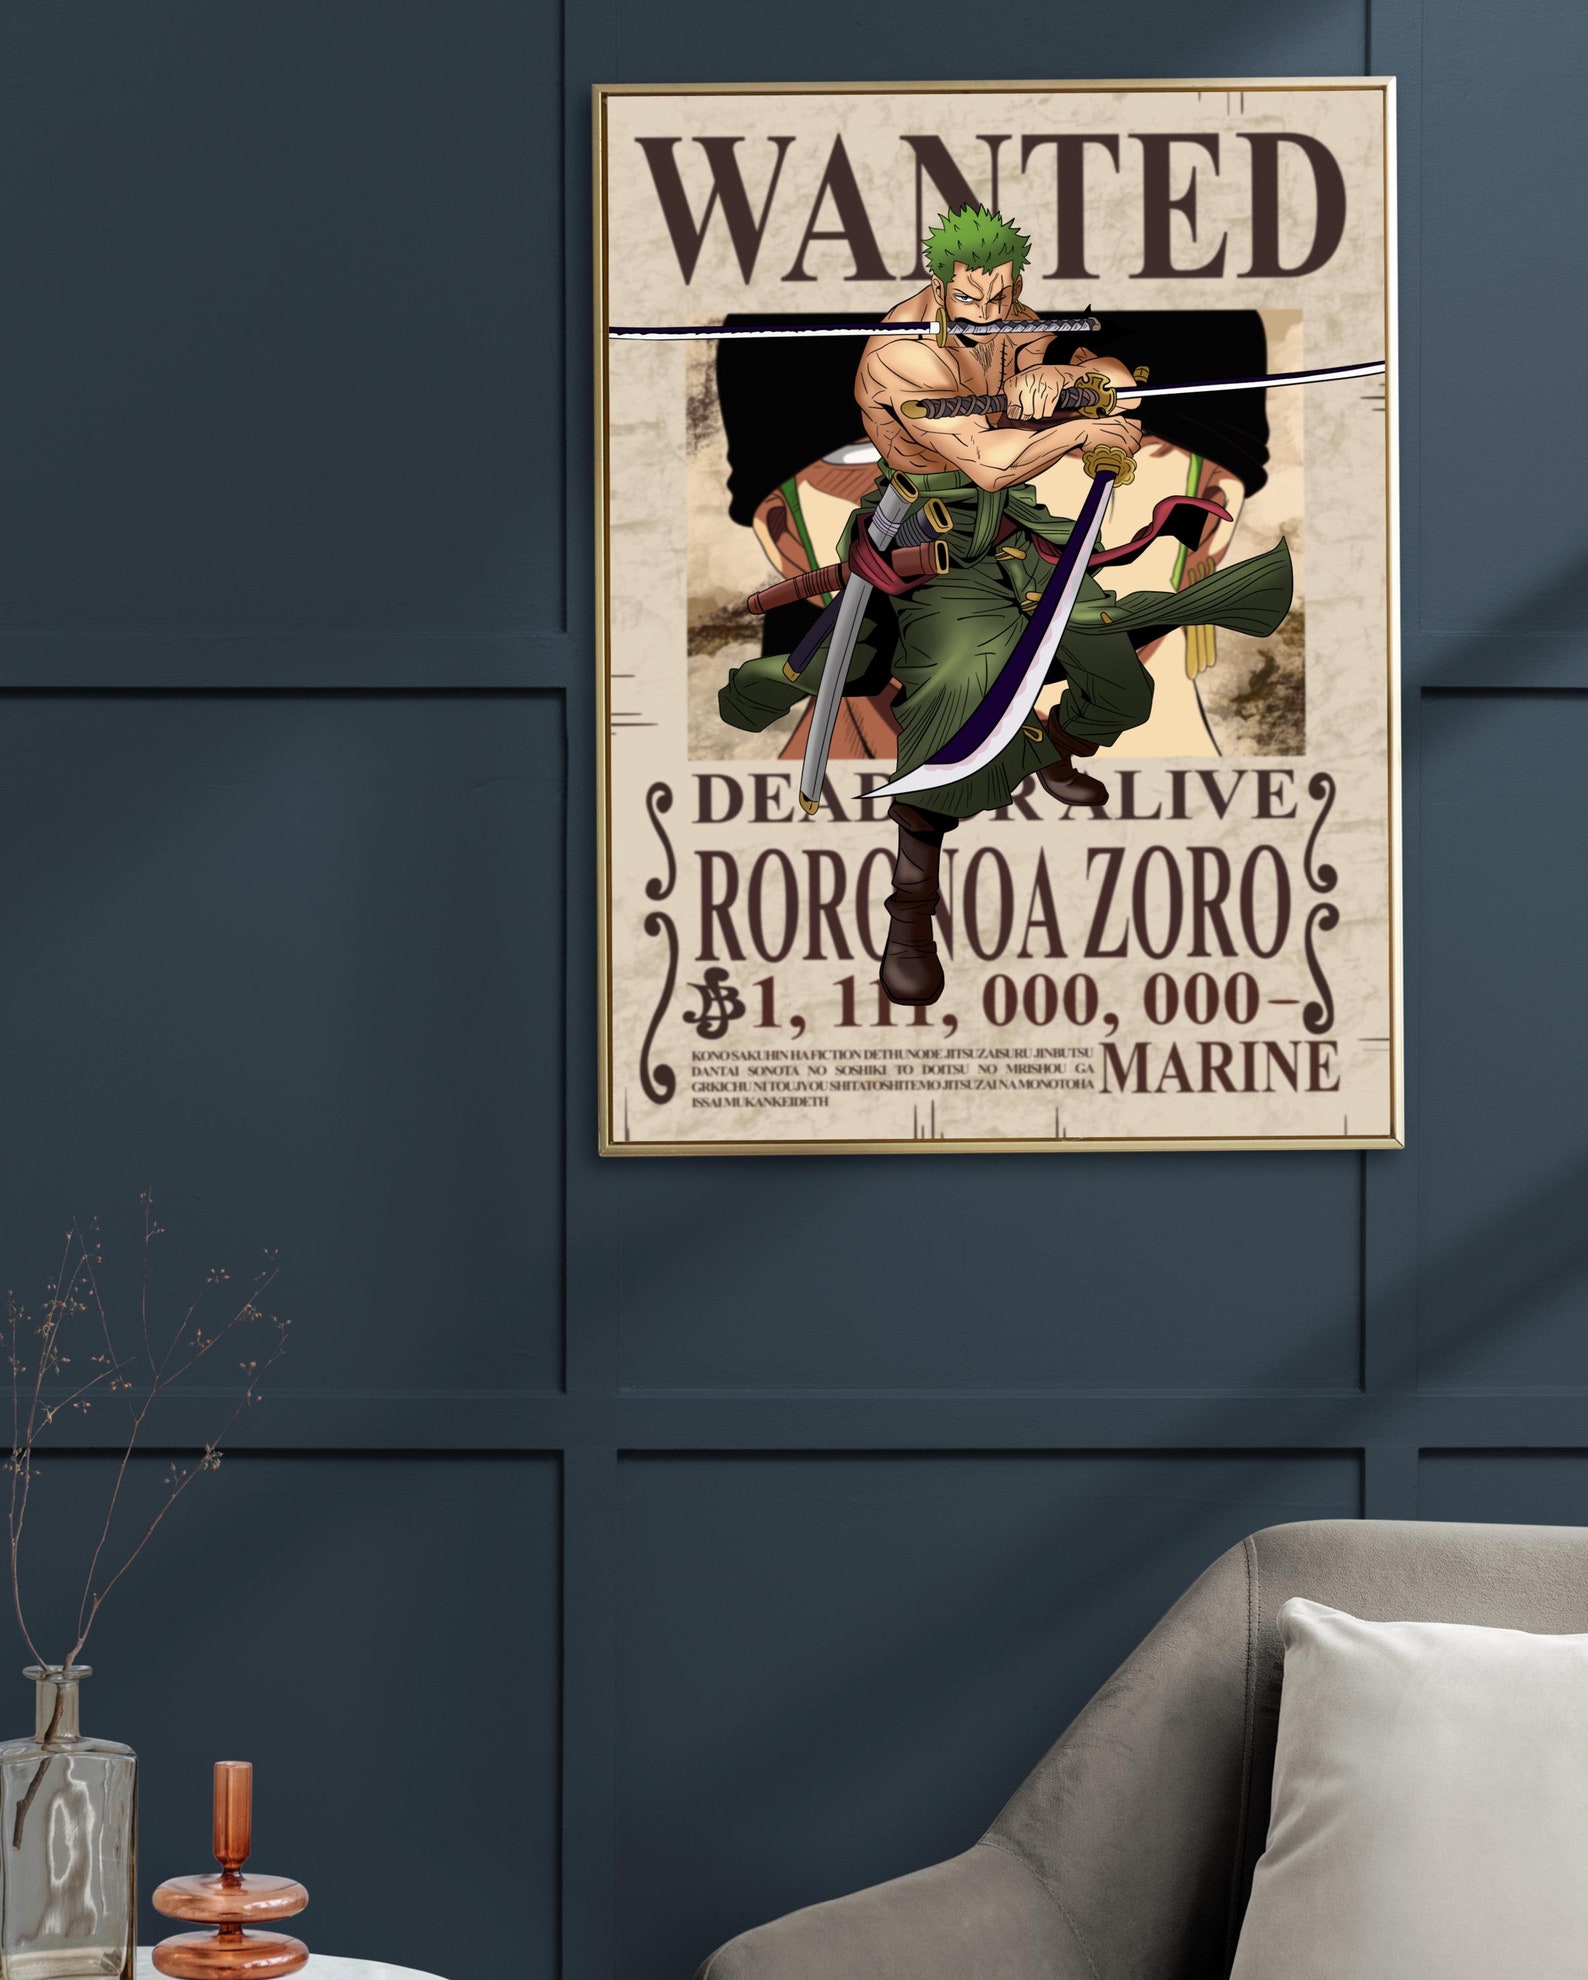 WANTED
DEAD OR ALIVE
RORONOA ZORO
1, 111, 000, 000-
KONO SAKUHIN HA FICTION DETHUNODE JITSUZAISURU JINBUTSU
DANTAI SONOTA NO SOSHIKI TO DOITSU NO MRISHOU GA
GRKICHU NI TOUJYOU SHITATOSHITEMO JITSUZAI NA MONOTOHA
ISSAI MUKANKEIDETH
MARINE